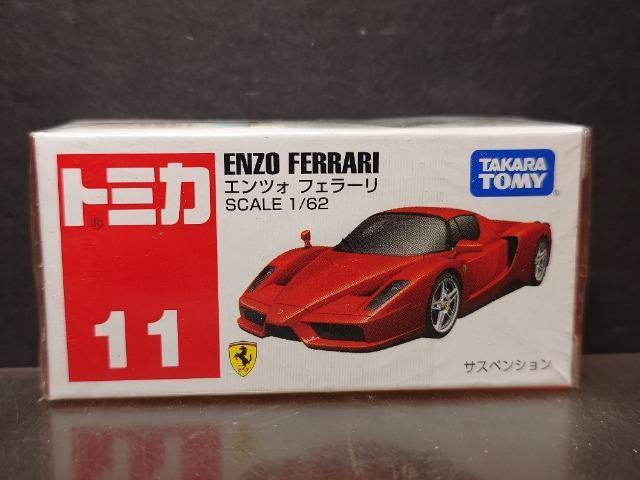 トミカ
®
11
ENZO FERRARI
エンツォ フェラーリ
SCALE 1/62
TAKARA
TOMY
サスペンション